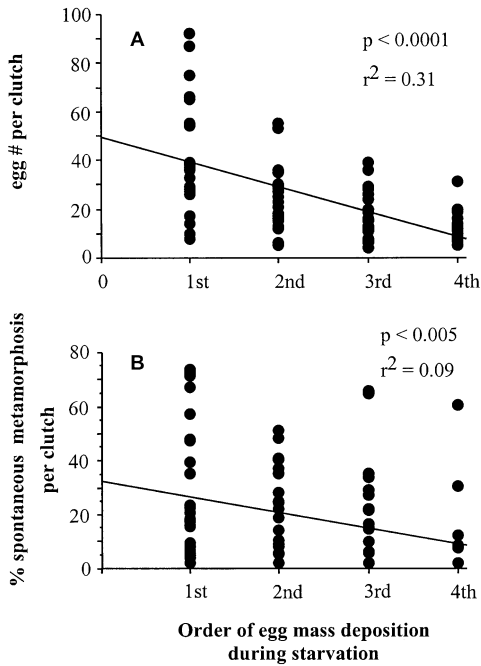 A
p < 0.0001
r2 = 0.31
egg # per clutch
100
80
60
40
20
0
0 1st 2nd 3rd 4th
B
p < 0.005
r2 = 0.09
% spontaneous metamorphosis
per clutch
80
60
40
20
0
1st 2nd 3rd 4th
Order of egg mass deposition
during starvation